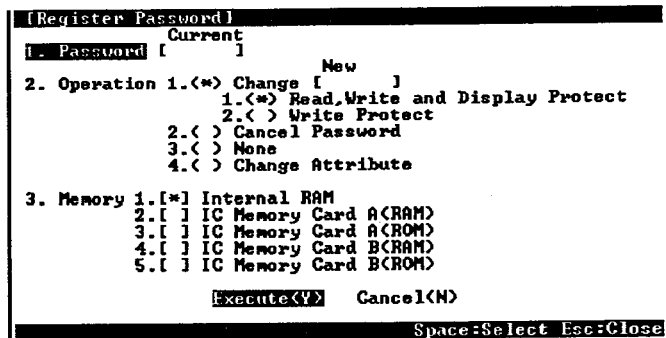 [Register Password]
Current
1. Password [ ]
New
2. Operation 1.(*) Change [ ]
1.(*) Read,Write and Display Protect
2.( ) Write Protect
2.( ) Cancel Password
3.( ) None
4.( ) Change Attribute
3. Memory 1.[*] Internal RAM
2.[ ] IC Memory Card A(RAM)
3.[ ] IC Memory Card A(ROM)
4.[ ] IC Memory Card B(RAM)
5.[ ] IC Memory Card B(ROM)
Execute(Y) Cancel(N)
Space:Select Esc:Close